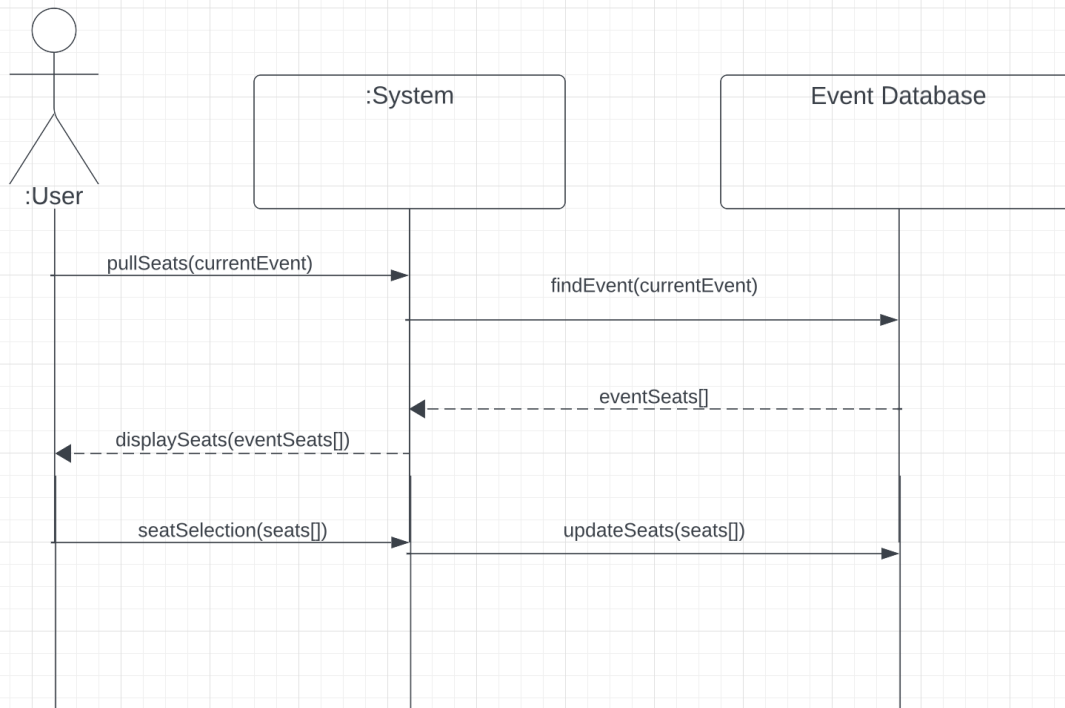 :System
Event Database
:User
pullSeats(currentEvent)
findEvent(currentEvent)
eventSeats[]
displaySeats(eventSeats[])
seatSelection(seats[])
updateSeats(seats[])